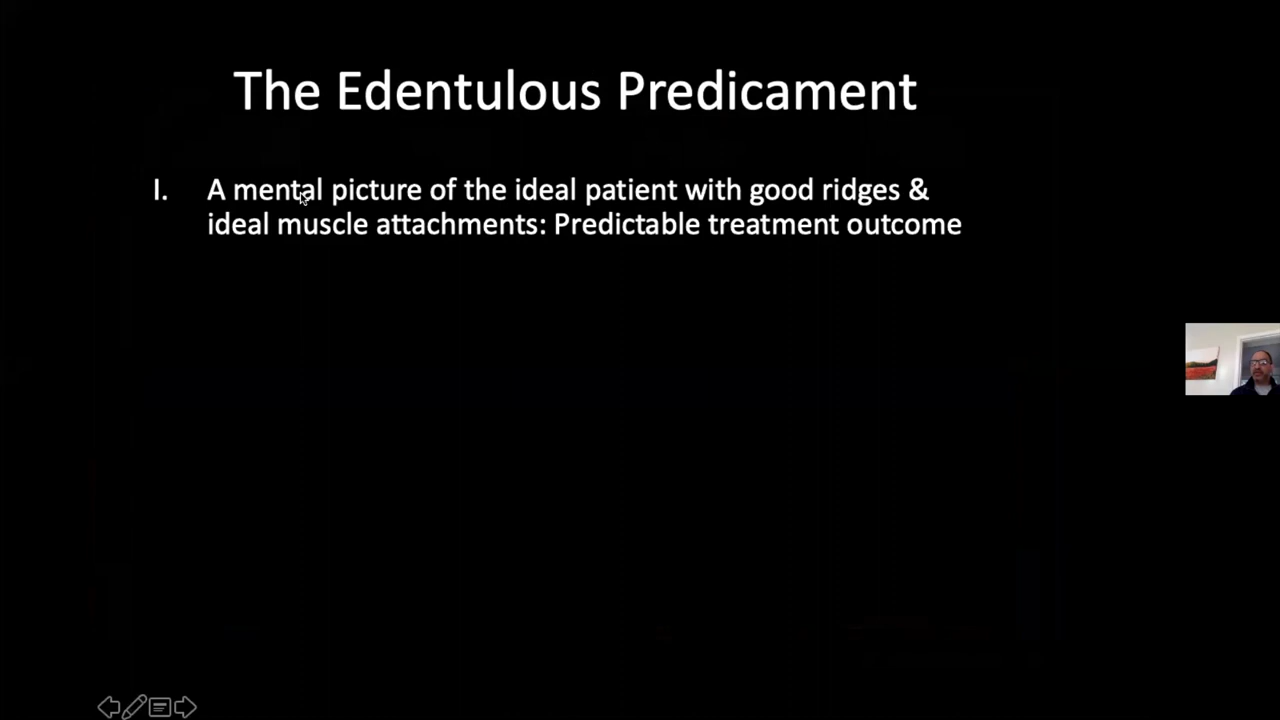 The Edentulous Predicament
I. A mental picture of the ideal patient with good ridges &
ideal muscle attachments: Predictable treatment outcome